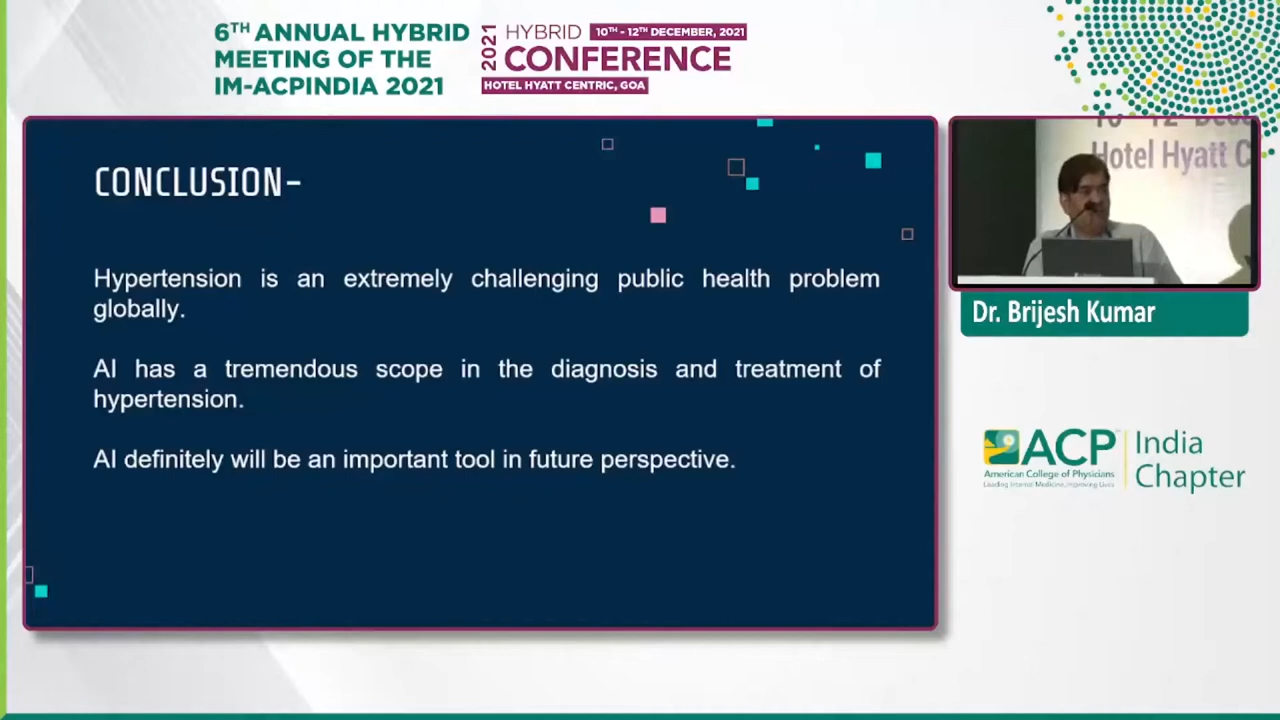 6TH ANNUAL HYBRID
MEETING OF THE
IM-ACPINDIA 2021
2021
HYBRID
10TH - 12TH DECEMBER, 2021
CONFERENCE
HOTEL HYATT CENTRIC, GOA
CONCLUSION-
Hypertension is an extremely challenging public health problem
globally.
AI has a tremendous scope in the diagnosis and treatment of
hypertension.
AI definitely will be an important tool in future perspective.
Hotel Hyatt C
Dr. Brijesh Kumar
ACP
American College of Physicians
Leading Internal Medicine, Improving Lives
India
Chapter